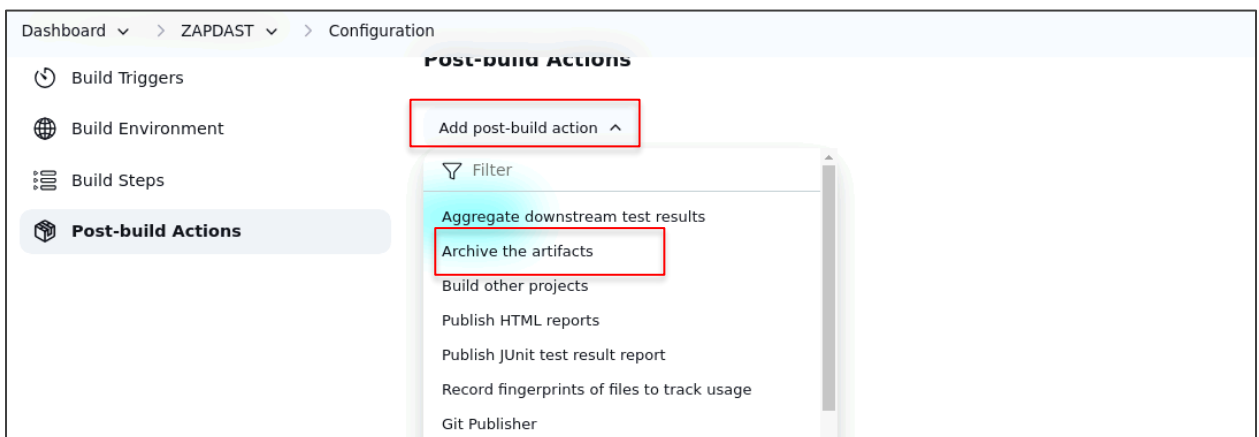 Dashboard > ZAPDAST > Configuration
Post-build Actions
Build Triggers
Build Environment
Build Steps
Post-build Actions
Add post-build action
Filter
Aggregate downstream test results
Archive the artifacts
Build other projects
Publish HTML reports
Publish JUnit test result report
Record fingerprints of files to track usage
Git Publisher